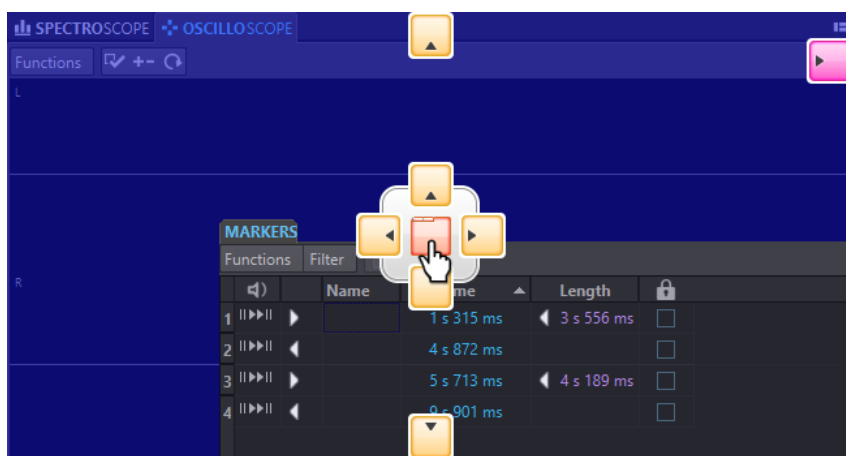 SPECTROSCOPE OSCILLOSCOPE
Functions
L
MARKERS
Functions Filter
R
Name Length
1 1 s 315 ms 3 s 556 ms
2 4 s 872 ms
3 5 s 713 ms 4 s 189 ms
4 9 s 901 ms